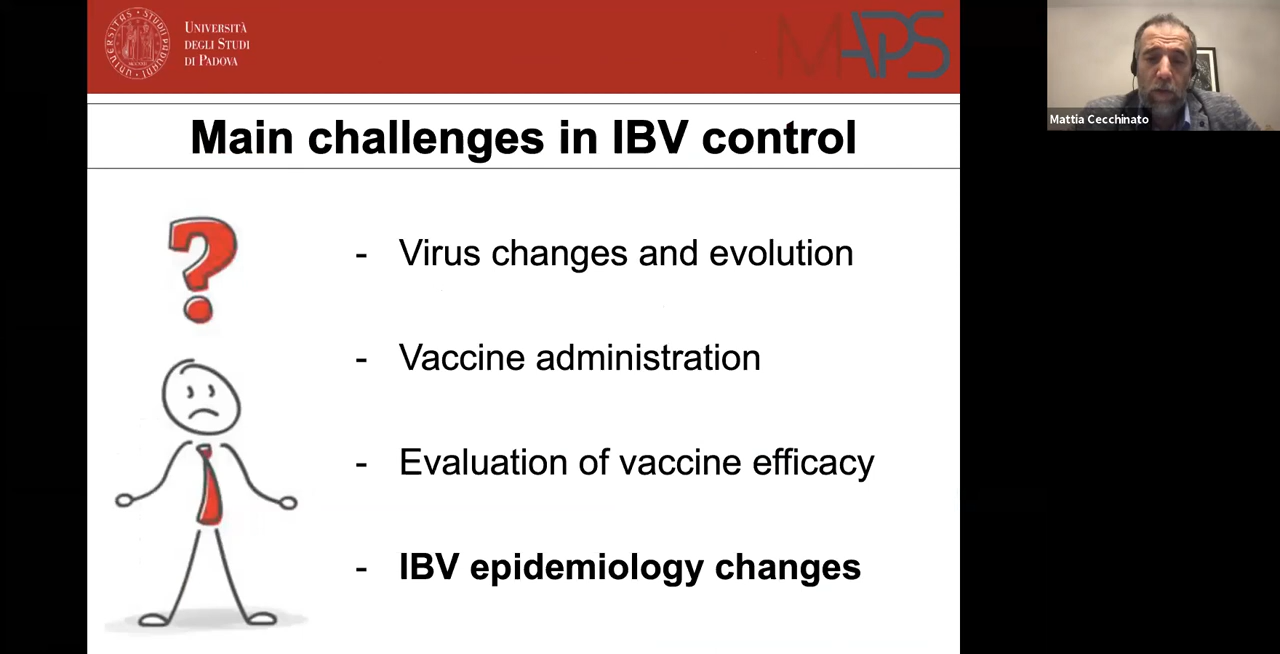 UNIVERSITÀ
DEGLI STUDI
DI PADOVA
MAPS
Mattia Cecchinato
Main challenges in IBV control
?
- Virus changes and evolution
- Vaccine administration
- Evaluation of vaccine efficacy
- IBV epidemiology changes